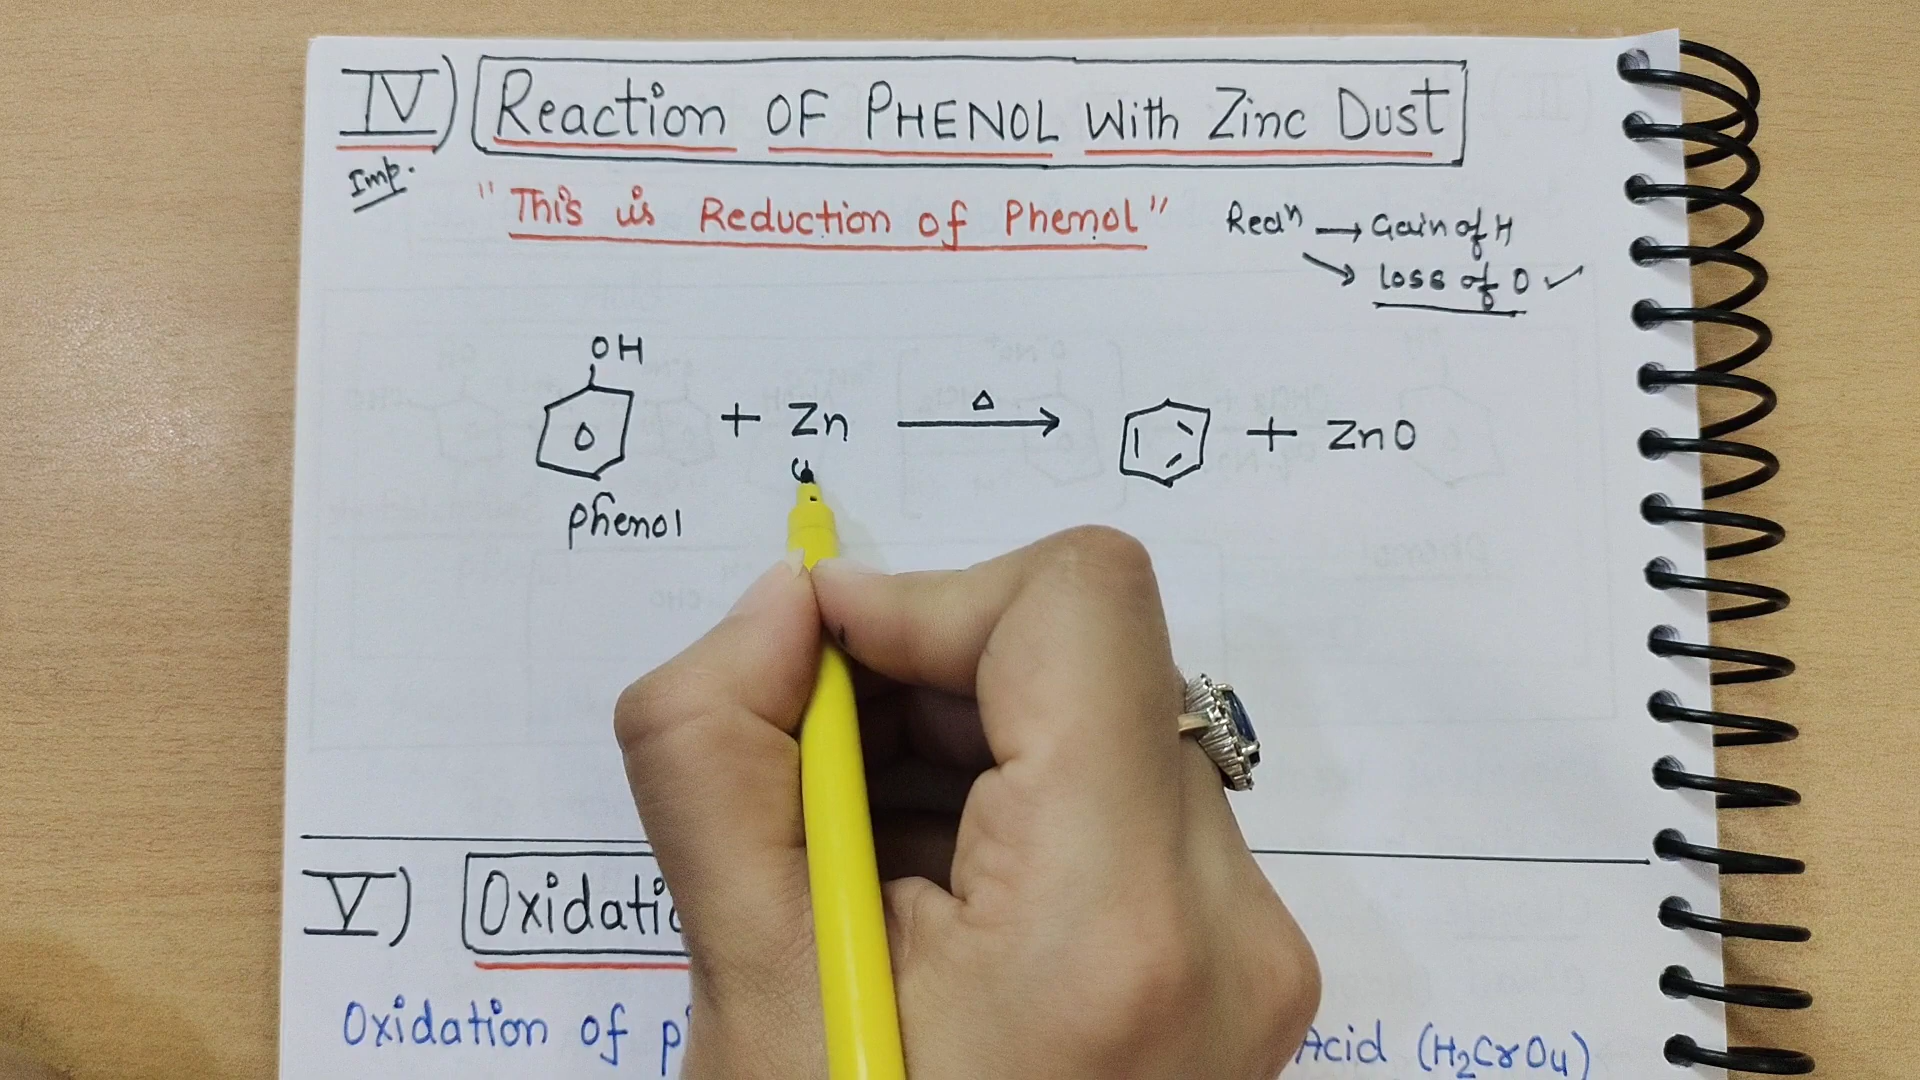 IV) Reaction OF PHENOL With Zinc Dust
Imp.
"This is Reduction of Phenol"
Redⁿ → Gain of H
↘ Loss of O ✓
OH
+ Zn —Δ→ + ZnO
Phenol
V) Oxidati
Oxidation of p
Acid (H₂CrO₄)